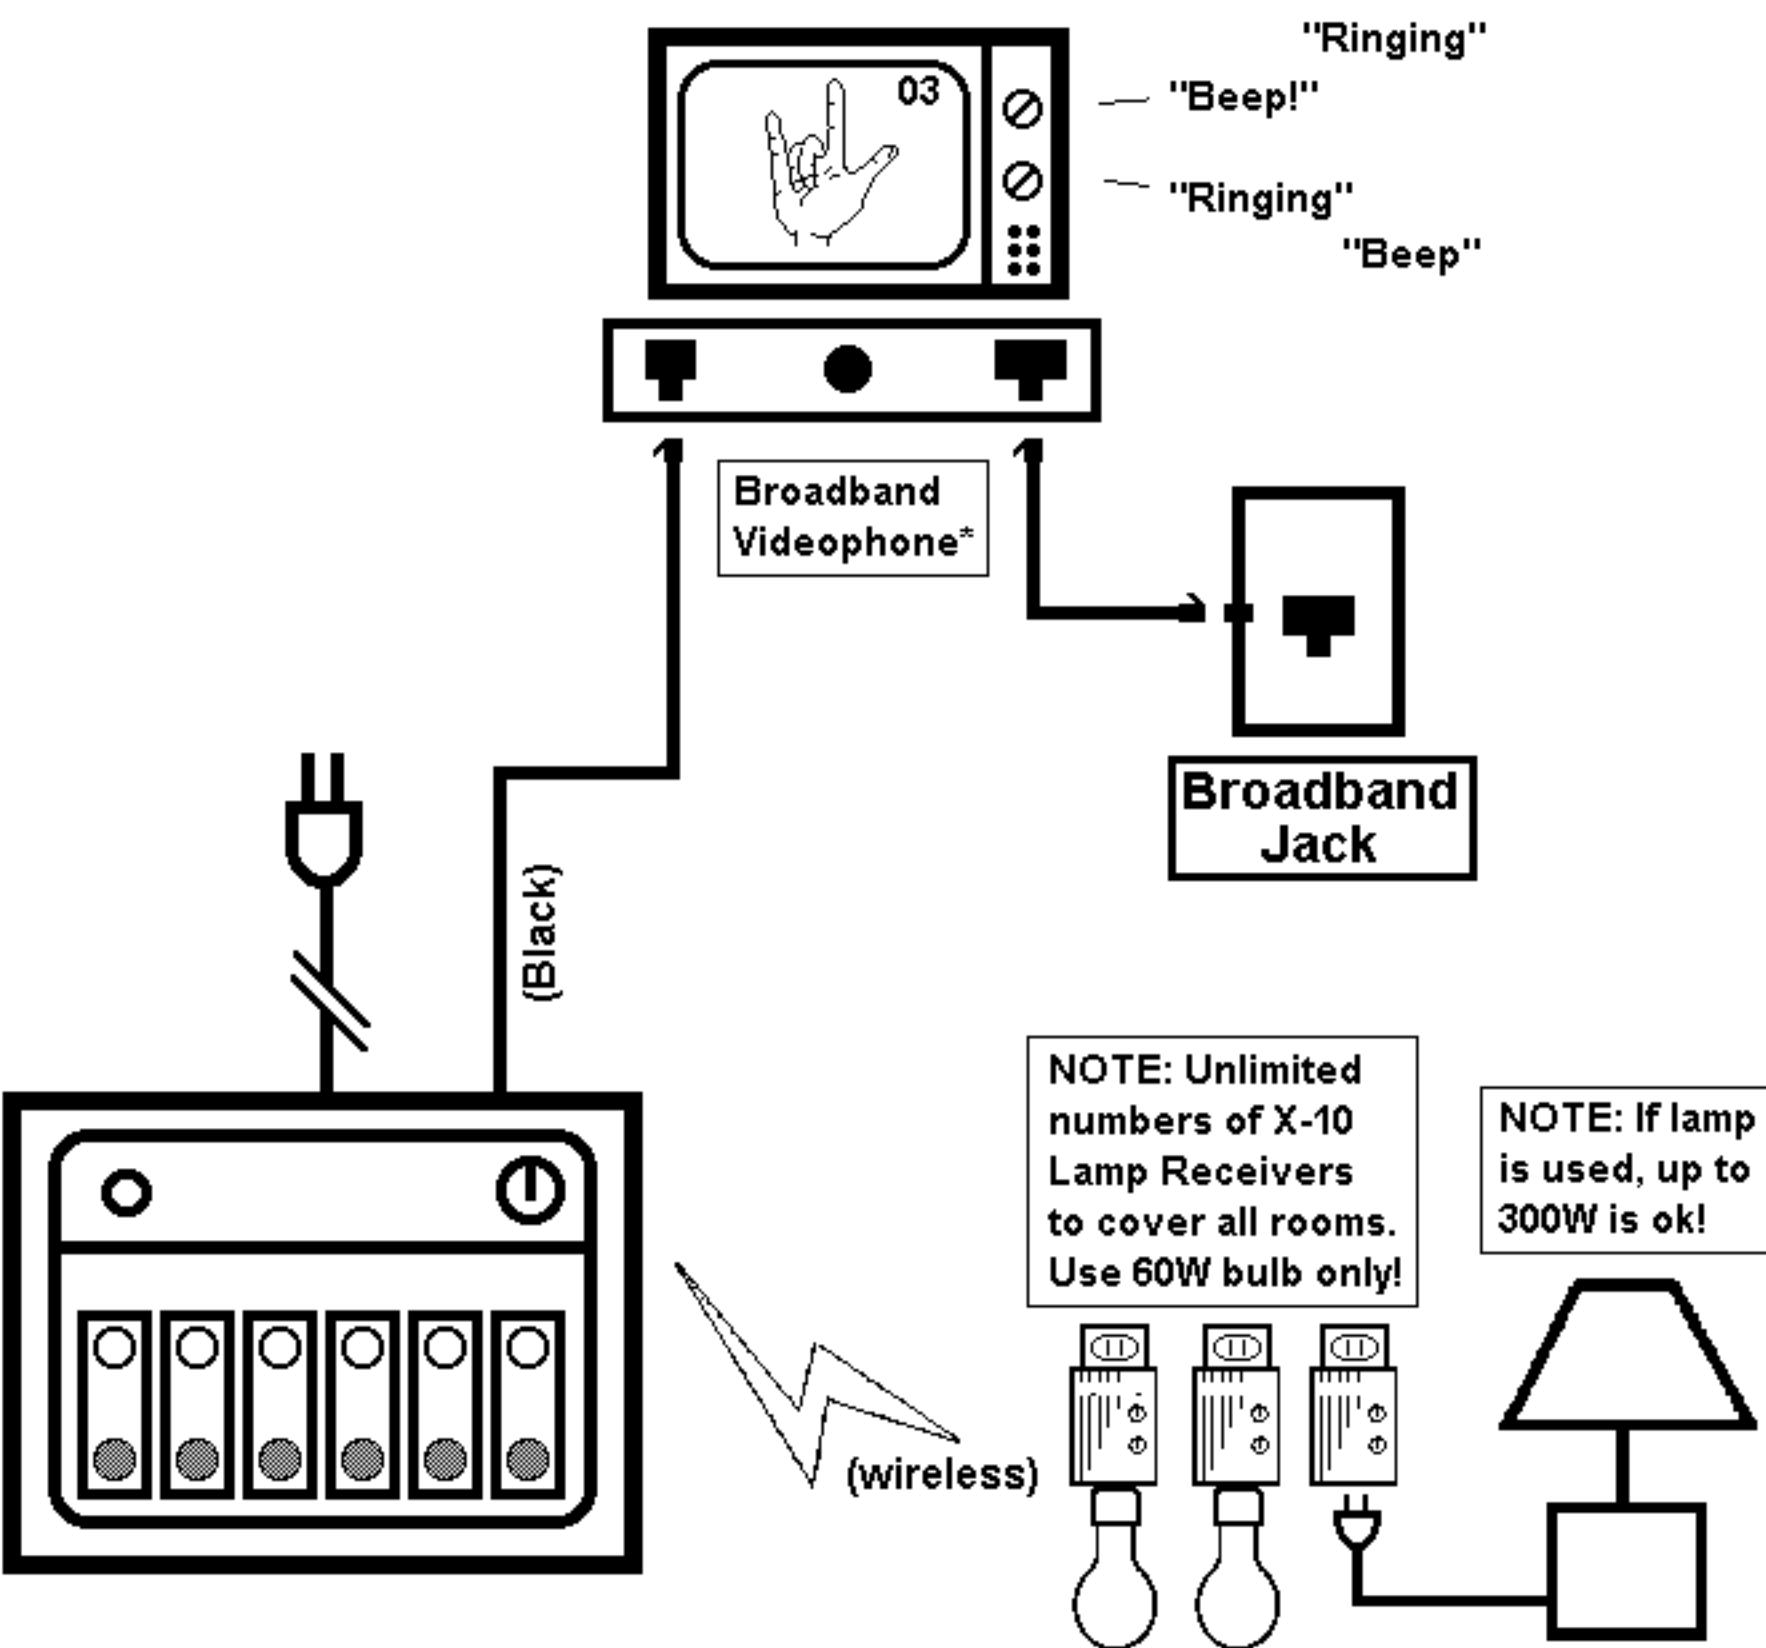 "Ringing"
03
"Beep!"
"Ringing"
"Beep"
Broadband
Videophone*
Broadband
Jack
(Black)
NOTE: Unlimited
numbers of X-10
Lamp Receivers
to cover all rooms.
Use 60W bulb only!
NOTE: If lamp
is used, up to
300W is ok!
(wireless)